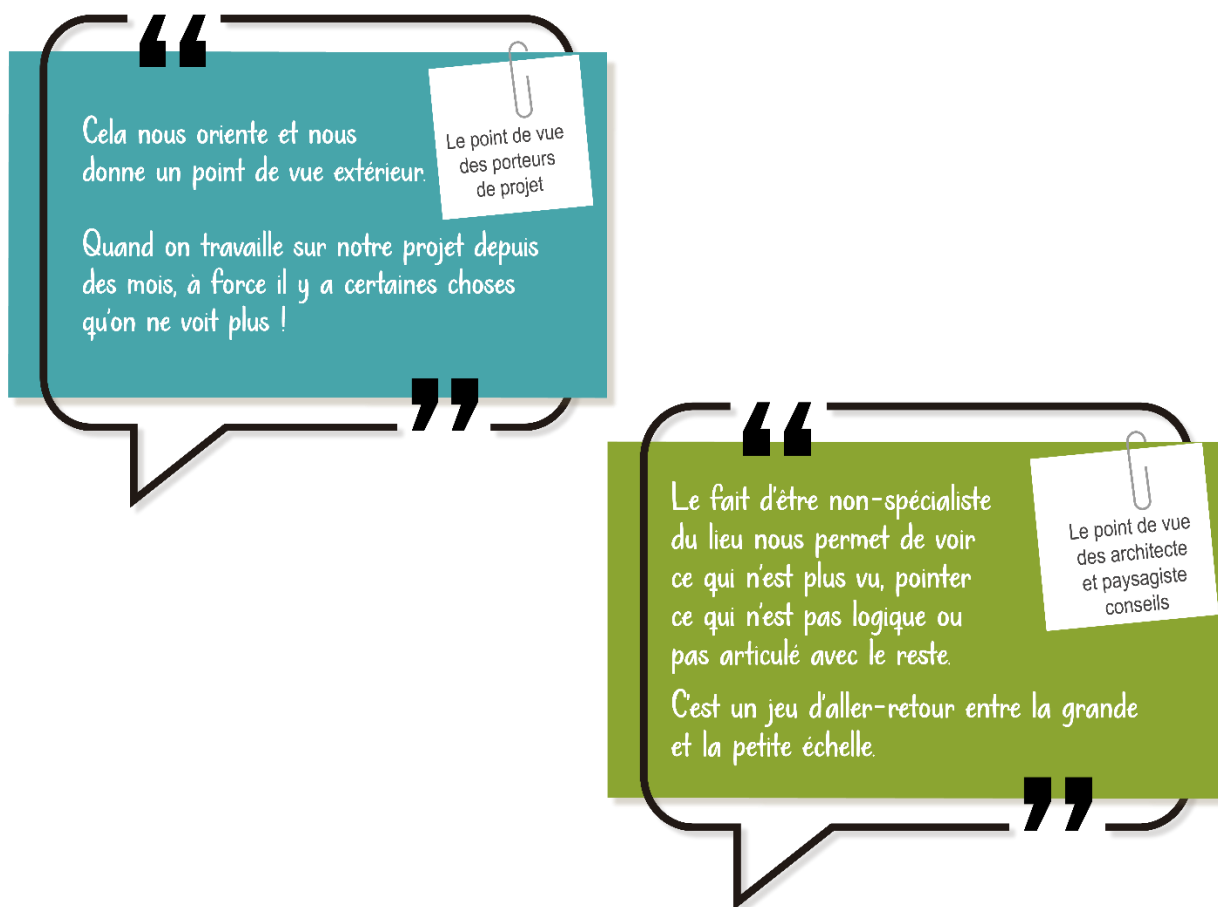 “
Cela nous oriente et nous
donne un point de vue extérieur.
Quand on travaille sur notre projet depuis
des mois, à force il y a certaines choses
qu'on ne voit plus !
”
Le point de vue
des porteurs
de projet
“
Le fait d'être non-spécialiste
du lieu nous permet de voir
ce qui n'est plus vu, pointer
ce qui n'est pas logique ou
pas articulé avec le reste.
C'est un jeu d'aller-retour entre la grande
et la petite échelle.
”
Le point de vue
des architecte
et paysagiste
conseils